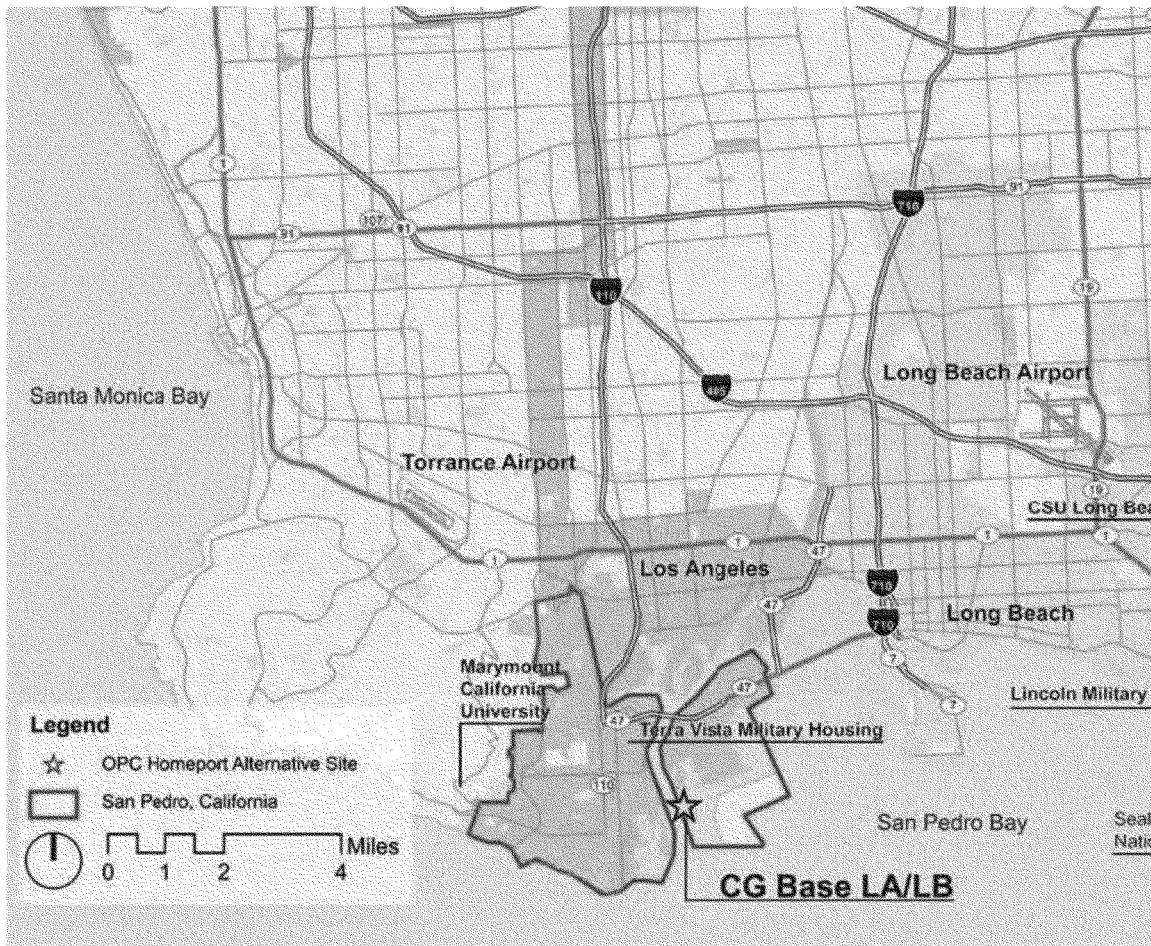 1
91
107
91
110
710
91
19
405
Santa Monica Bay
Long Beach Airport
Torrance Airport
19
CSU Long Bea
1
1
47
1
1
Los Angeles
710
47
710
Long Beach
7
7
Marymount
California
University
47
47
Lincoln Military
Terra Vista Military Housing
110
San Pedro Bay
Seal
Natio
CG Base LA/LB
Legend
OPC Homeport Alternative Site
San Pedro, California
Miles
0 1 2 4